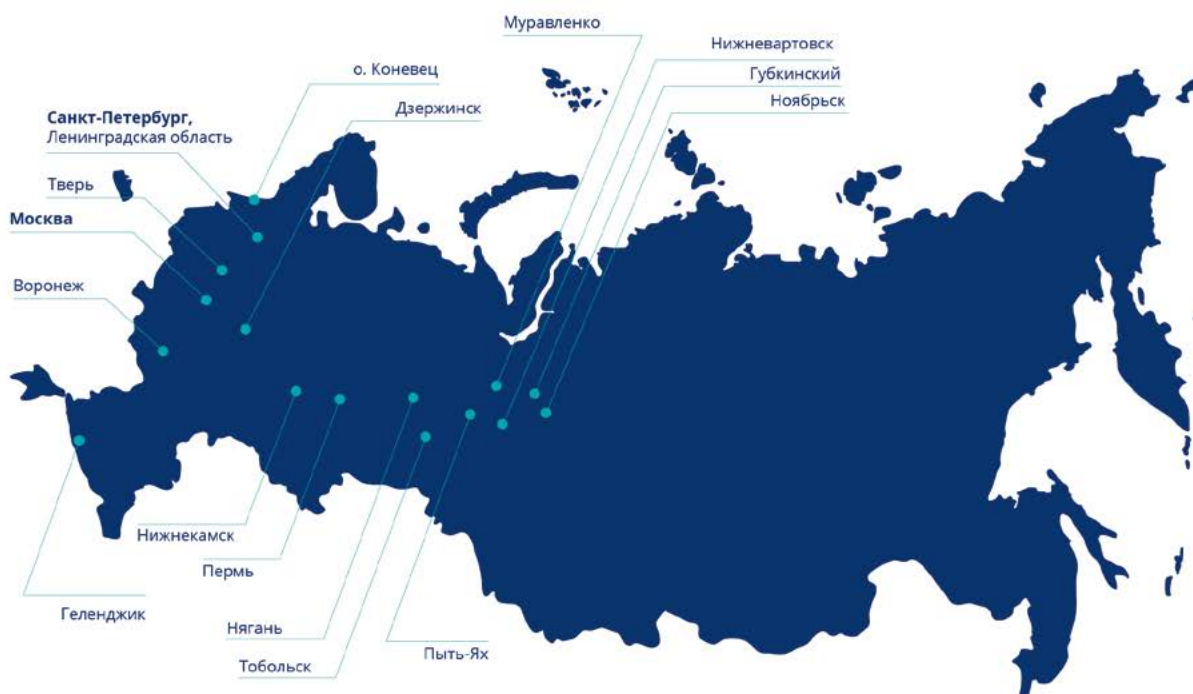 Муравленко
Нижневартовск
о. Коневец
Губкинский
Дзержинск
Ноябрьск
Санкт-Петербург,
Ленинградская область
Тверь
Москва
Воронеж
Нижнекамск
Пермь
Геленджик
Нягань
Пыть-Ях
Тобольск